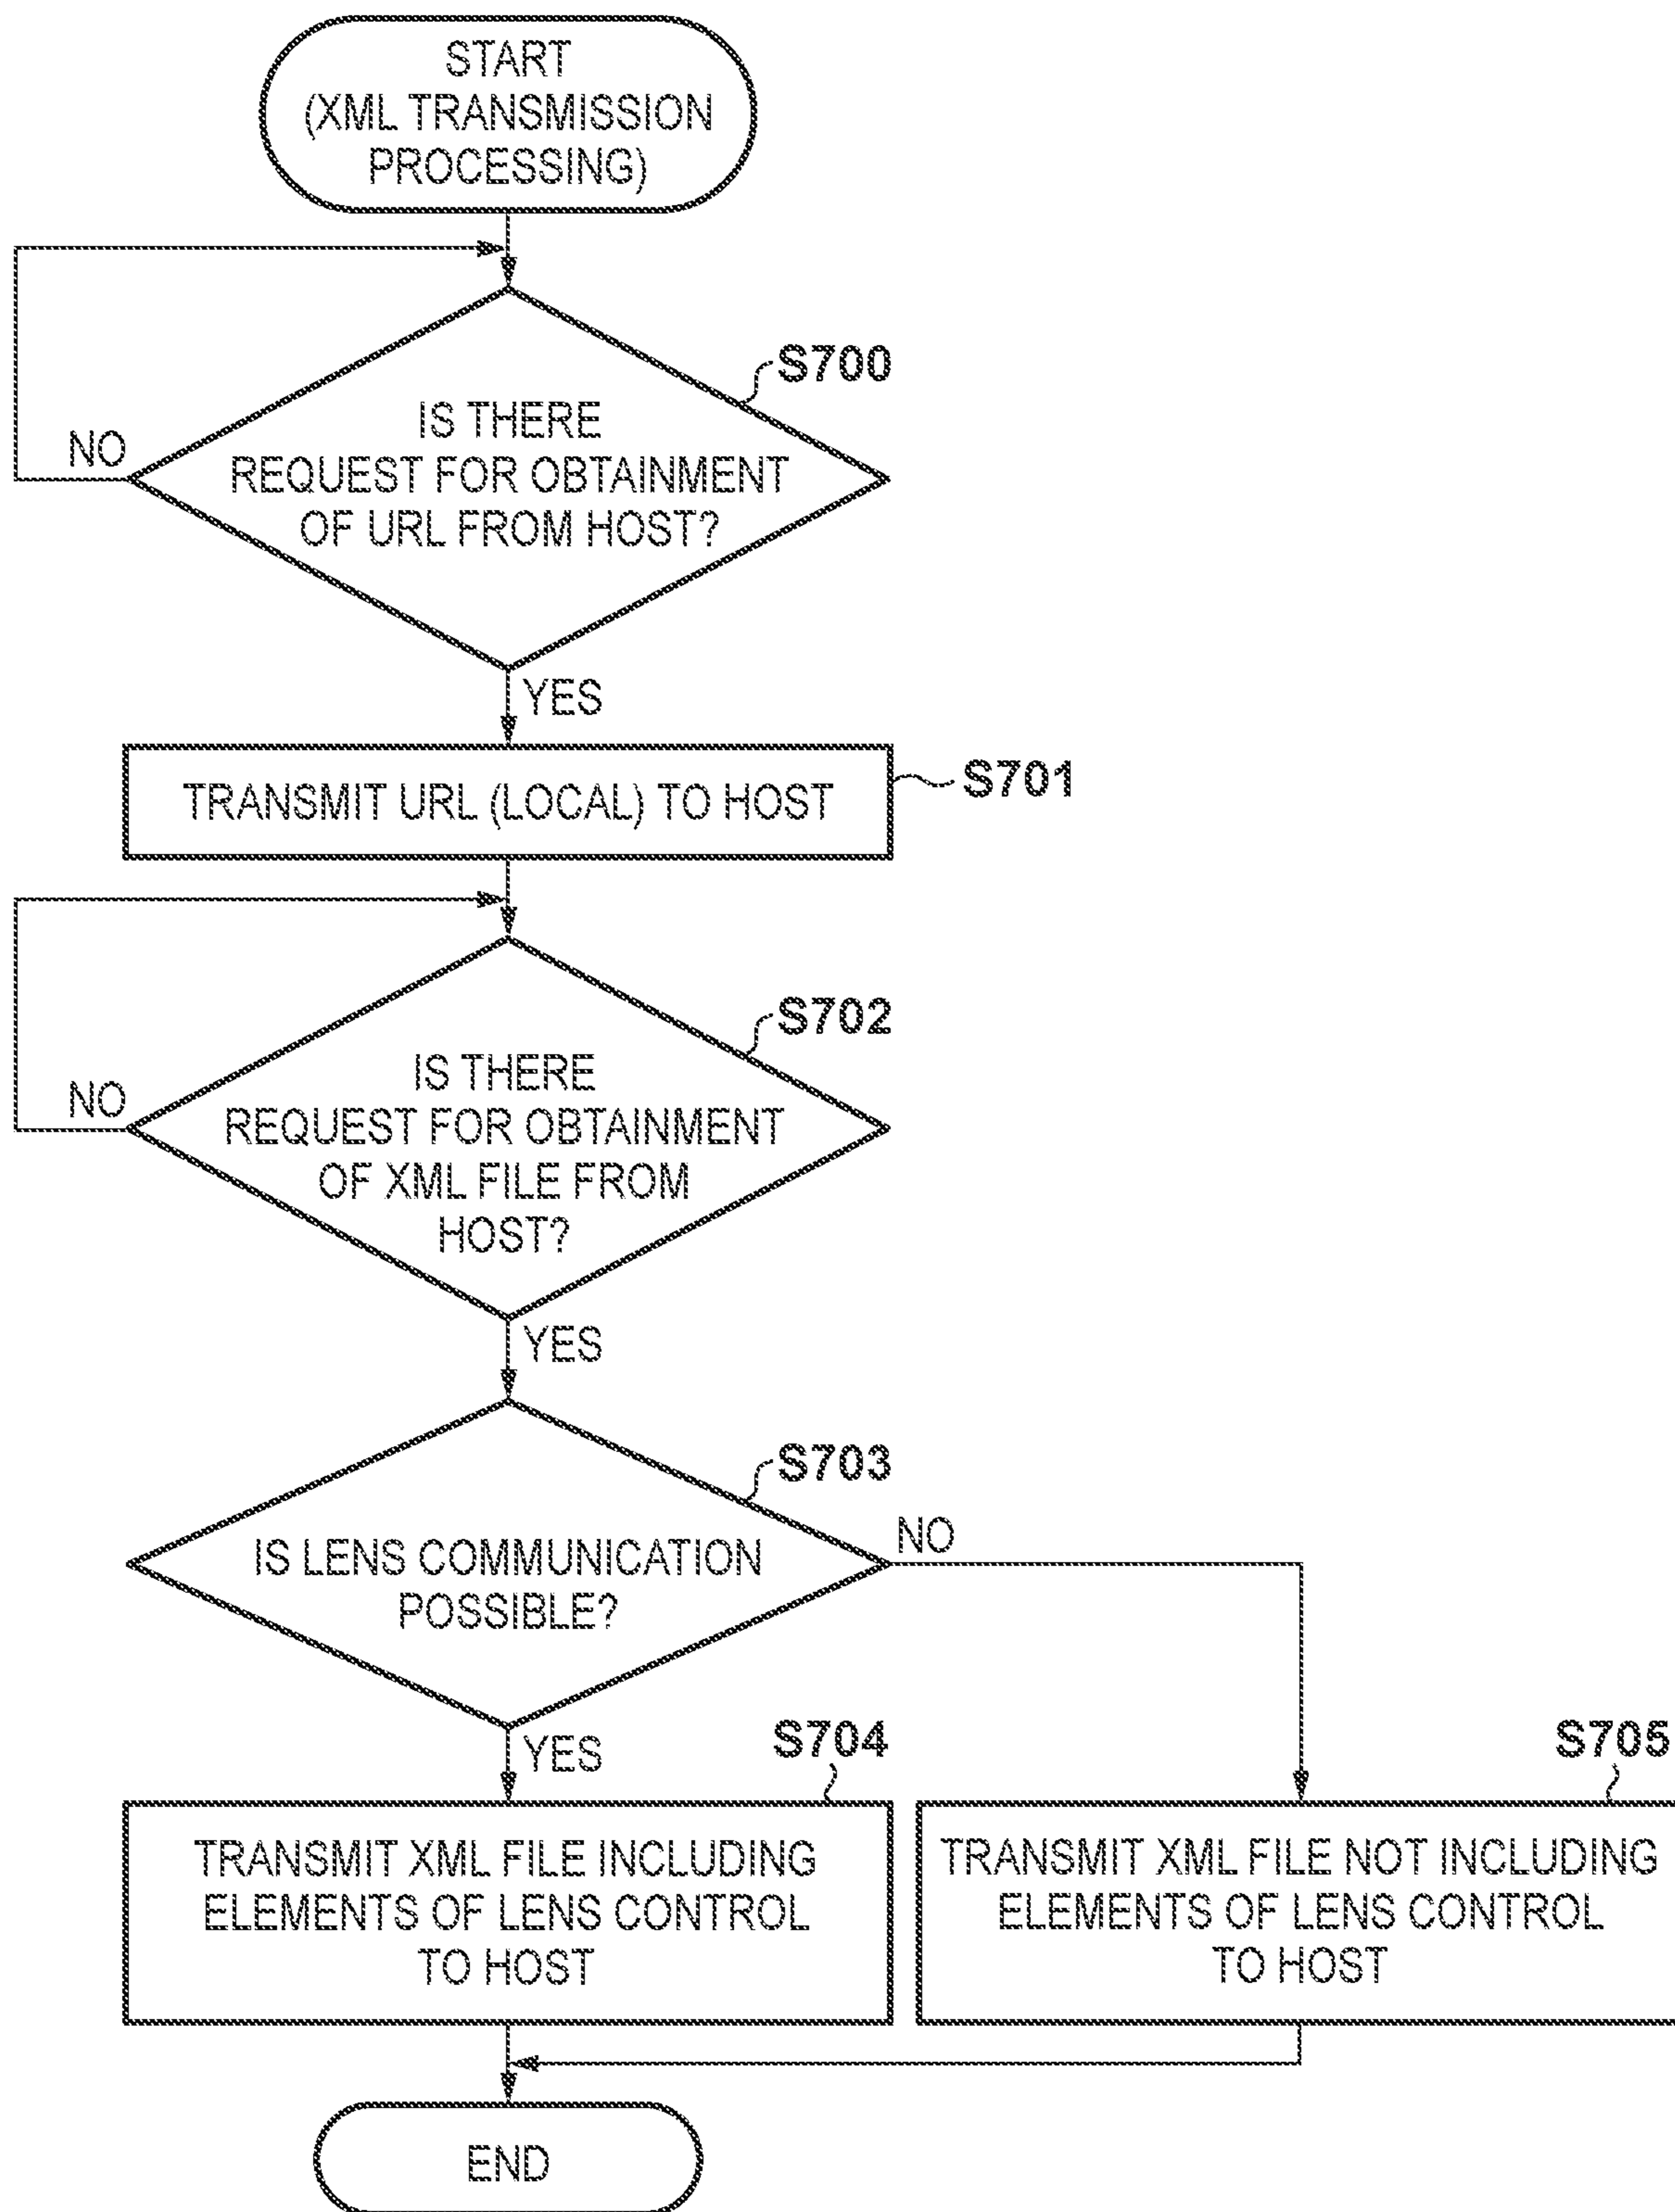 START
(XML TRANSMISSION
PROCESSING)
S700
IS THERE
REQUEST FOR OBTAINMENT
OF URL FROM HOST?
NO
YES
TRANSMIT URL (LOCAL) TO HOST
S701
S702
IS THERE
REQUEST FOR OBTAINMENT
OF XML FILE FROM
HOST?
NO
YES
S703
IS LENS COMMUNICATION
POSSIBLE?
NO
YES
S704
TRANSMIT XML FILE INCLUDING
ELEMENTS OF LENS CONTROL
TO HOST
S705
TRANSMIT XML FILE NOT INCLUDING
ELEMENTS OF LENS CONTROL
TO HOST
END